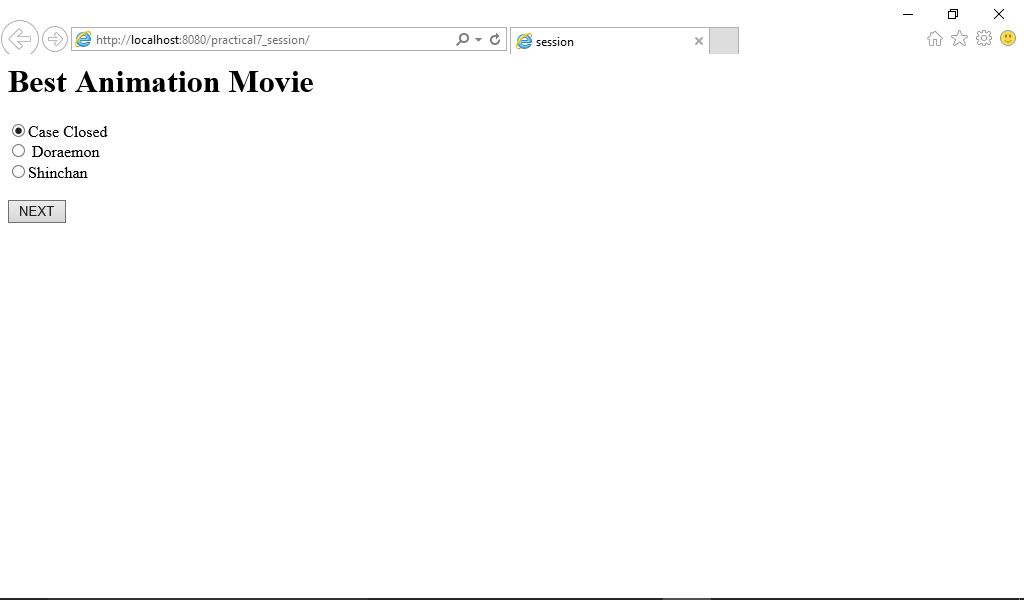 http://localhost:8080/practical7_session/
session
Best Animation Movie
Case Closed
Doraemon
Shinchan
NEXT